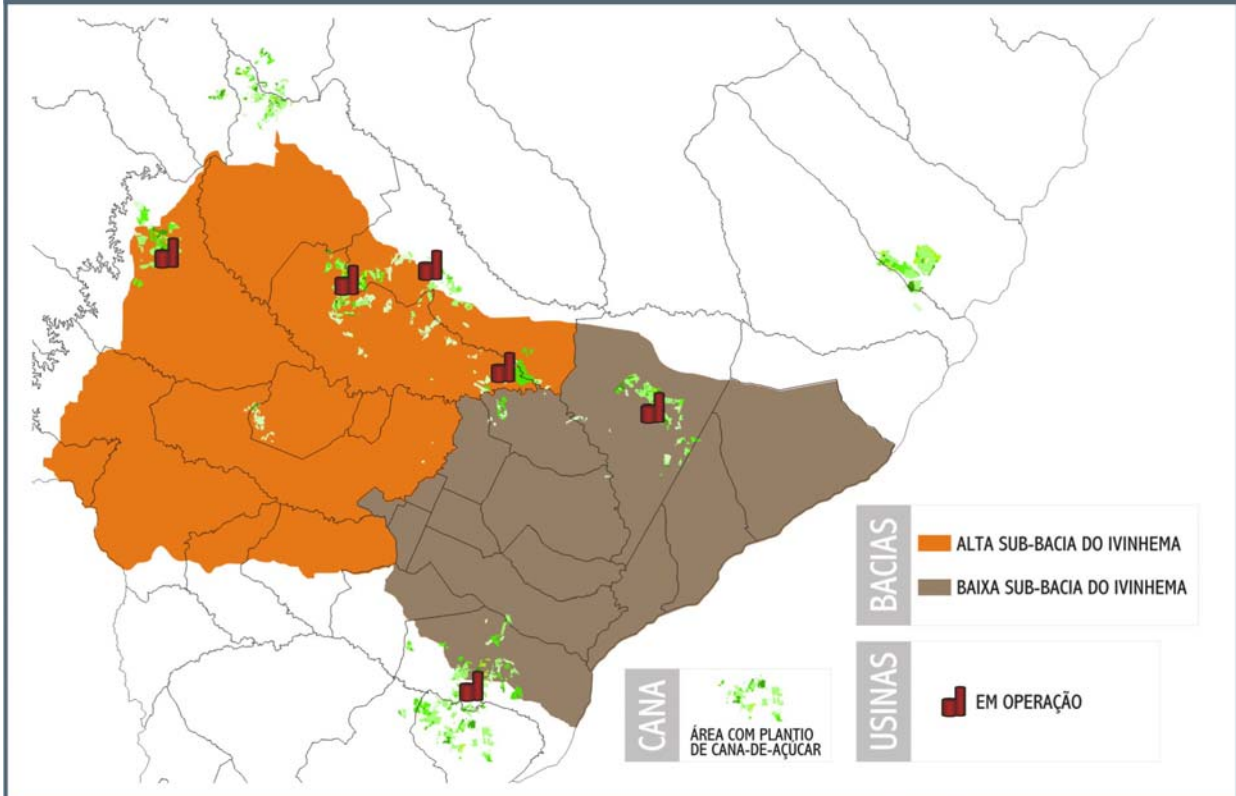 BACIAS
ALTA SUB-BACIA DO IVINHEMA
BAIXA SUB-BACIA DO IVINHEMA
CANA
ÁREA COM PLANTIO
DE CANA-DE-AÇÚCAR
USINAS
EM OPERAÇÃO